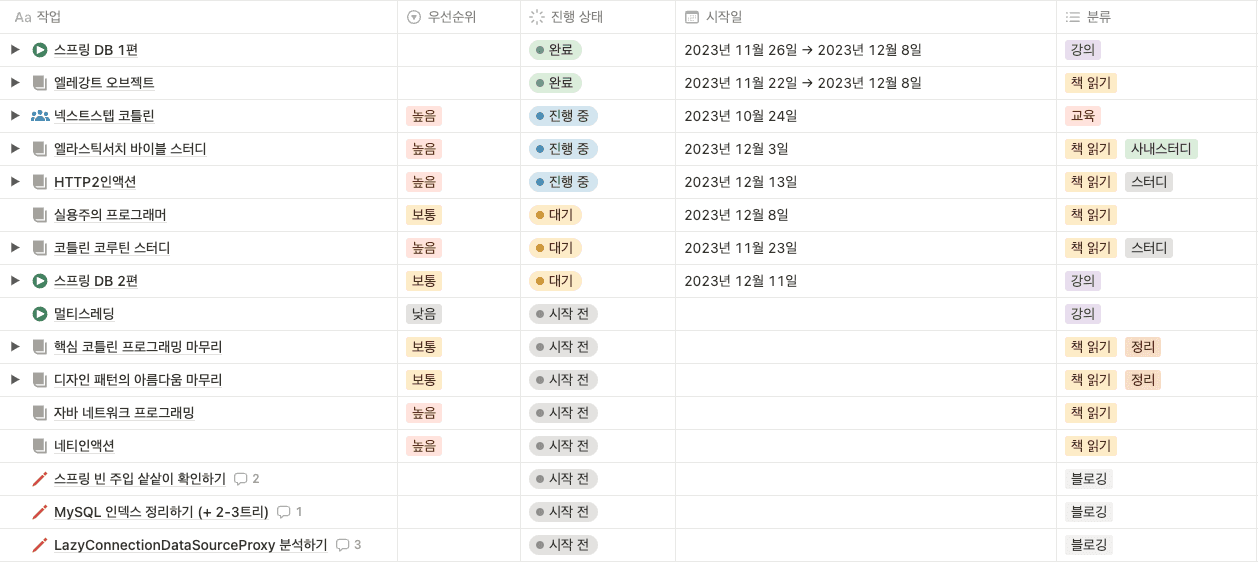 Aa 작업 우선순위 진행 상태 시작일 분류
스프링 DB 1편 완료 2023년 11월 26일 → 2023년 12월 8일 강의
엘레강트 오브젝트 완료 2023년 11월 22일 → 2023년 12월 8일 책 읽기
넥스트스텝 코틀린 높음 진행 중 2023년 10월 24일 교육
엘라스틱서치 바이블 스터디 높음 진행 중 2023년 12월 3일 책 읽기 사내스터디
HTTP2인액션 높음 진행 중 2023년 12월 13일 책 읽기 스터디
실용주의 프로그래머 보통 대기 2023년 12월 8일 책 읽기
코틀린 코루틴 스터디 높음 대기 2023년 11월 23일 책 읽기 스터디
스프링 DB 2편 보통 대기 2023년 12월 11일 강의
멀티스레딩 낮음 시작 전 강의
핵심 코틀린 프로그래밍 마무리 보통 시작 전 책 읽기 정리
디자인 패턴의 아름다움 마무리 보통 시작 전 책 읽기 정리
자바 네트워크 프로그래밍 높음 시작 전 책 읽기
네티인액션 높음 시작 전 책 읽기
스프링 빈 주입 샅샅이 확인하기 2 시작 전 블로깅
MySQL 인덱스 정리하기 (+ 2-3트리) 1 시작 전 블로깅
LazyConnectionDataSourceProxy 분석하기 3 시작 전 블로깅